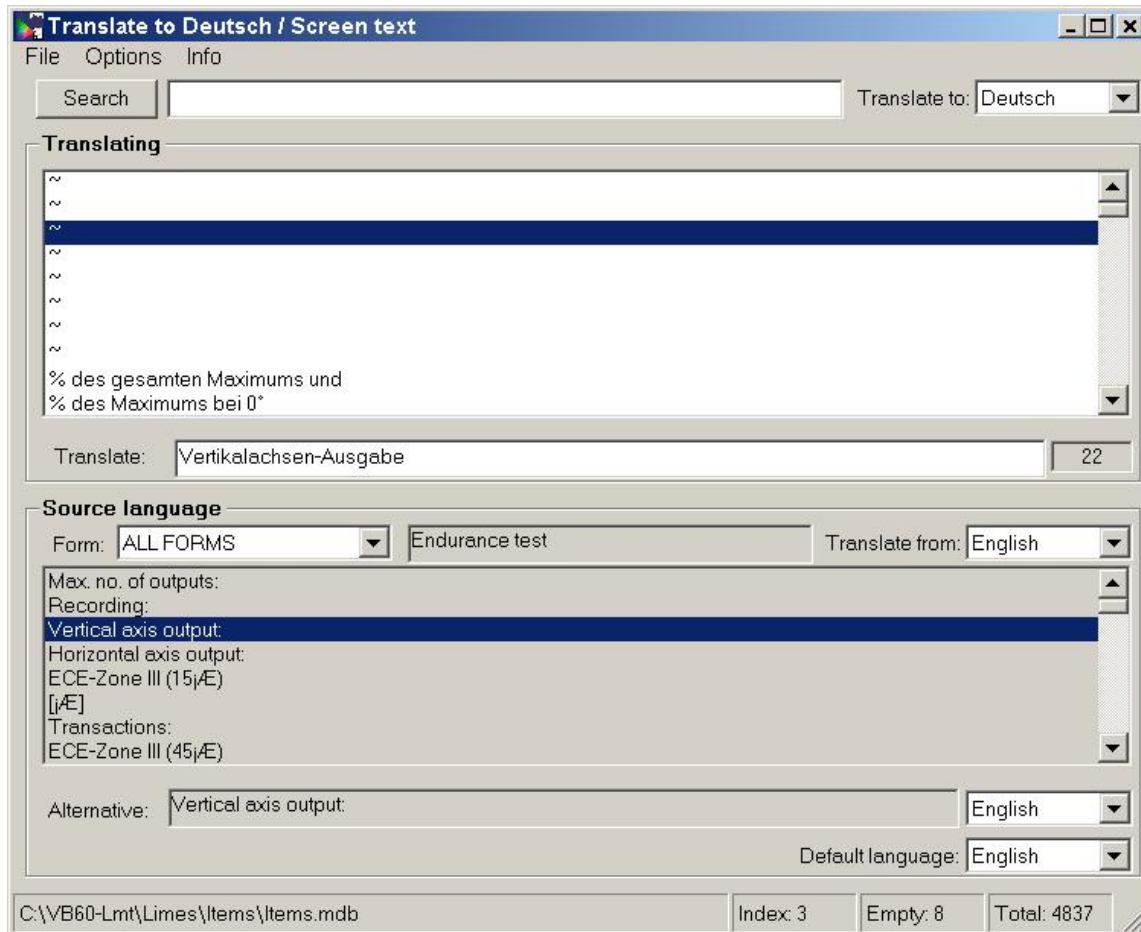 Translate to Deutsch / Screen text
File Options Info
Search Translate to: Deutsch
Translating
~
~
~
~
~
~
~
~
% des gesamten Maximums und
% des Maximums bei 0°
Translate: Vertikalachsen-Ausgabe 22
Source language
Form: ALL FORMS Endurance test Translate from: English
Max. no. of outputs:
Recording:
Vertical axis output:
Horizontal axis output:
ECE-Zone III (15¡Æ)
[¡Æ]
Transactions:
ECE-Zone III (45¡Æ)
Alternative: Vertical axis output: English
Default language: English
C:\VB60-Lmt\Limes\Items\Items.mdb Index: 3 Empty: 8 Total: 4837